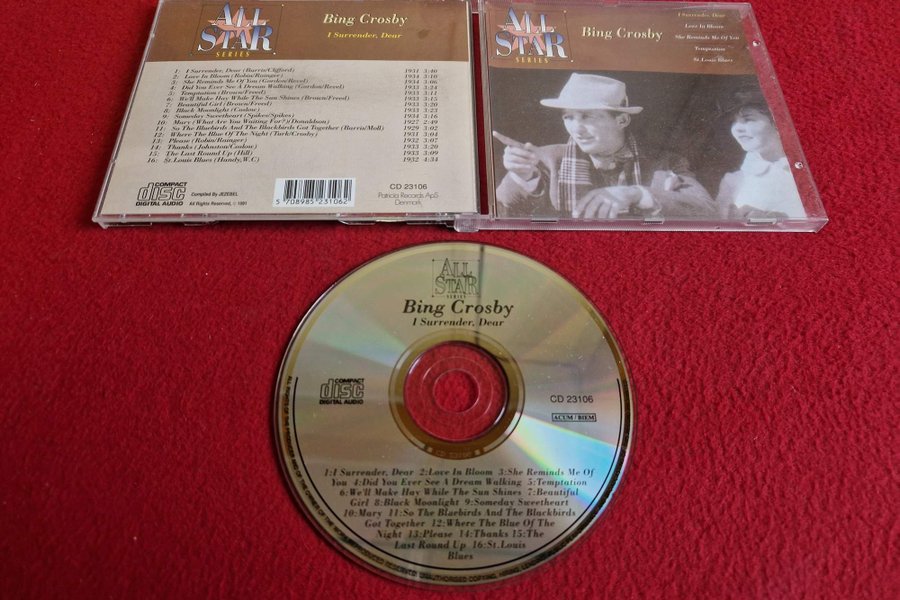 ALL
STAR
SERIES
Bing Crosby
I Surrender, Dear
1: I Surrender, Dear (Barris/Clifford) 1931 3:40
2: Love In Bloom (Robin/Rainger) 1934 3:10
3: She Reminds Me Of You (Gordon/Revel) 1934 3:06
4: Did You Ever See A Dream Walking (Gordon/Revel) 1933 3:24
5: Temptation (Brown/Freed) 1933 3:11
6: We'll Make Hay While The Sun Shines (Brown/Freed) 1933 3:15
7: Beautiful Girl (Brown/Freed) 1933 3:20
8: Black Moonlight (Coslow) 1933 3:23
9: Someday Sweetheart (Spikes/Spikes) 1934 3:16
10: Mary (What Are You Waiting For?) (Donaldson) 1927 2:49
11: So The Bluebirds And The Blackbirds Got Together (Barris/Moll) 1929 3:02
12: Where The Blue Of The Night (Turk/Crosby) 1931 3:04
13: Please (Robin/Rainger) 1932 3:07
14: Thanks (Johnston/Coslow) 1933 3:20
15: The Last Round Up (Hill) 1933 3:09
16: St.Louis Blues (Handy,W.C) 1932 4:34
COMPACT
disc
DIGITAL AUDIO
Compiled By JEZEBEL
All Rights Reserved, © 1991
5 708985 231062
CD 23106
Patricia Records ApS
Denmark
ALL
STAR
SERIES
Bing Crosby
I Surrender, Dear
Love In Bloom
She Reminds Me Of You
Temptation
St Louis Blues
ALL
STAR
SERIES
Bing Crosby
I Surrender, Dear
COMPACT
disc
DIGITAL AUDIO
CD 23106
ACUM / BIEM
1:I Surrender, Dear 2:Love In Bloom 3:She Reminds Me Of
You 4:Did You Ever See A Dream Walking 5:Temptation
6:We'll Make Hay While The Sun Shines 7:Beautiful
Girl 8:Black Moonlight 9:Someday Sweetheart
10:Mary 11:So The Bluebirds And The Blackbirds
Got Together 12:Where The Blue Of The
Night 13:Please 14:Thanks 15:The
Last Round Up 16:St.Louis
Blues